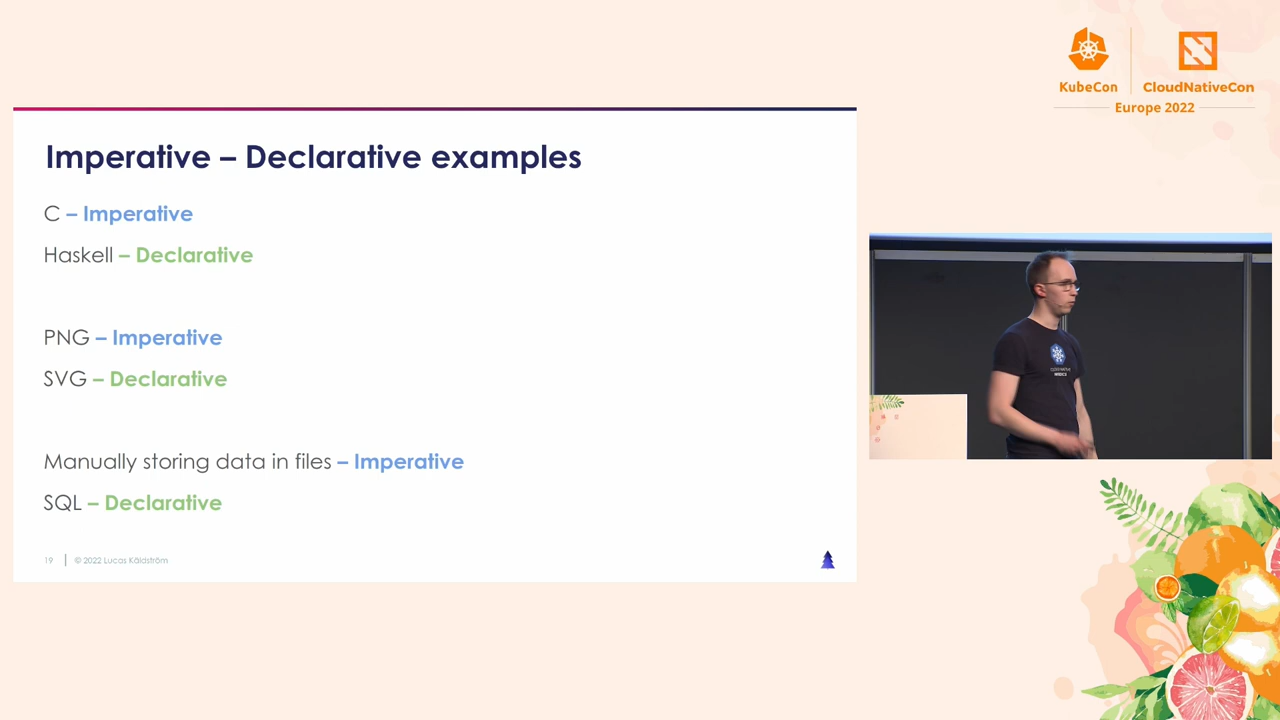 KubeCon
CloudNativeCon
Europe 2022
Imperative – Declarative examples
C – Imperative
Haskell – Declarative
PNG – Imperative
SVG – Declarative
Manually storing data in files – Imperative
SQL – Declarative
19
© 2022 Lucas Käldström